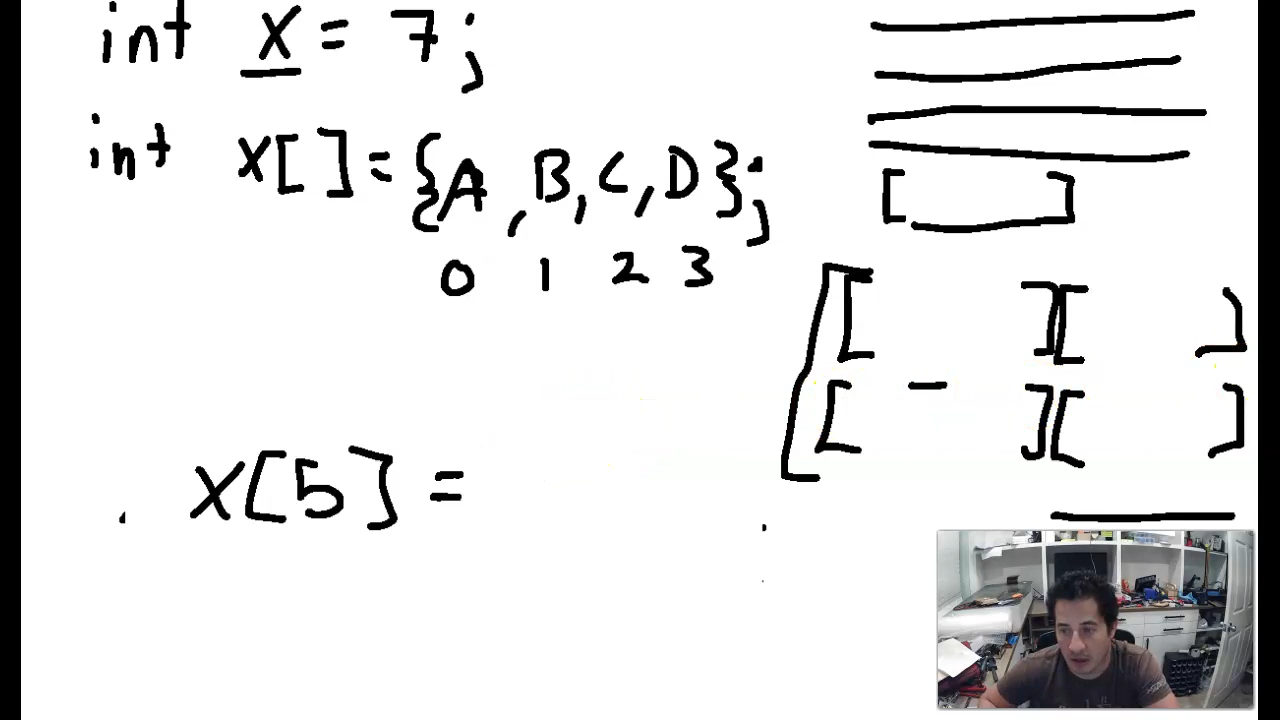 int x = 7;
int x[] = {A, B, C, D};
0 1 2 3
[ ]
[ ][ ]
[ - ][ ]
x[5] =